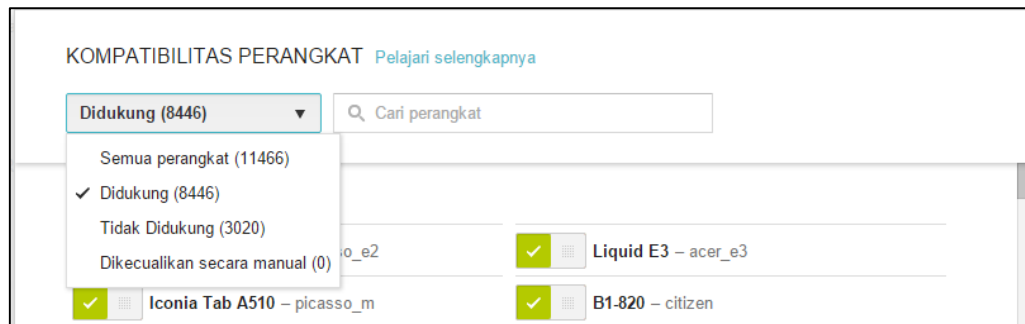 KOMPATIBILITAS PERANGKAT Pelajari selengkapnya
Didukung (8446) Cari perangkat
Semua perangkat (11466)
Didukung (8446)
Tidak Didukung (3020)
Dikecualikan secara manual (0)
so_e2 Liquid E3 – acer_e3
Iconia Tab A510 – picasso_m B1-820 – citizen